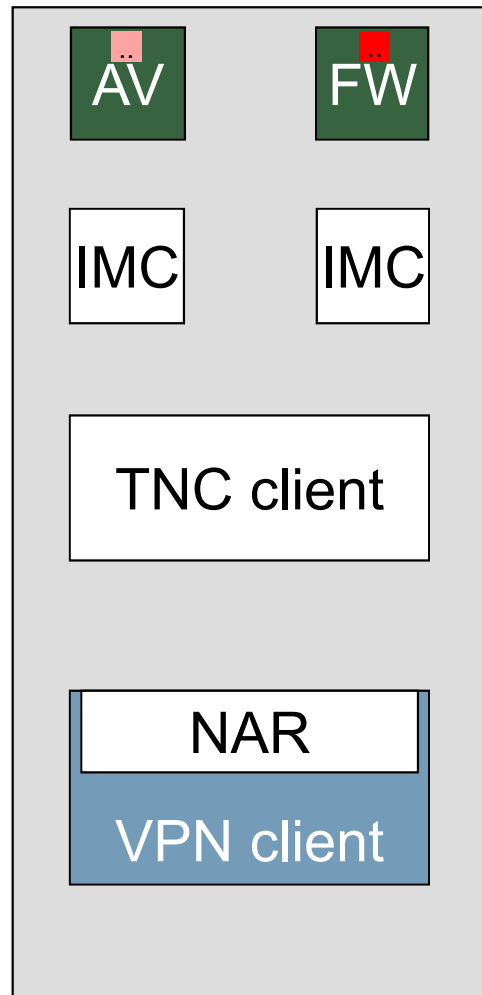 ..
..
AV
FW
IMC
IMC
TNC client
NAR
VPN client